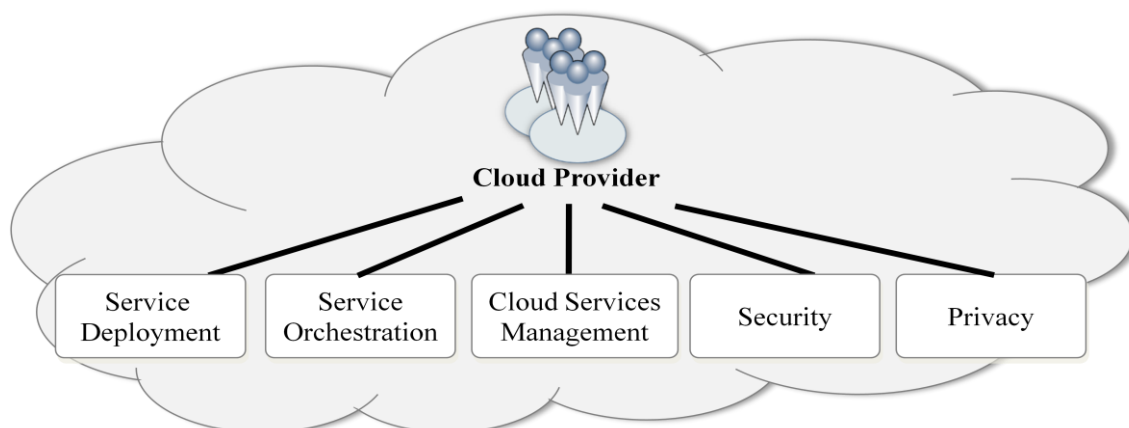 Cloud Provider
Service
Deployment
Service
Orchestration
Cloud Services
Management
Security
Privacy